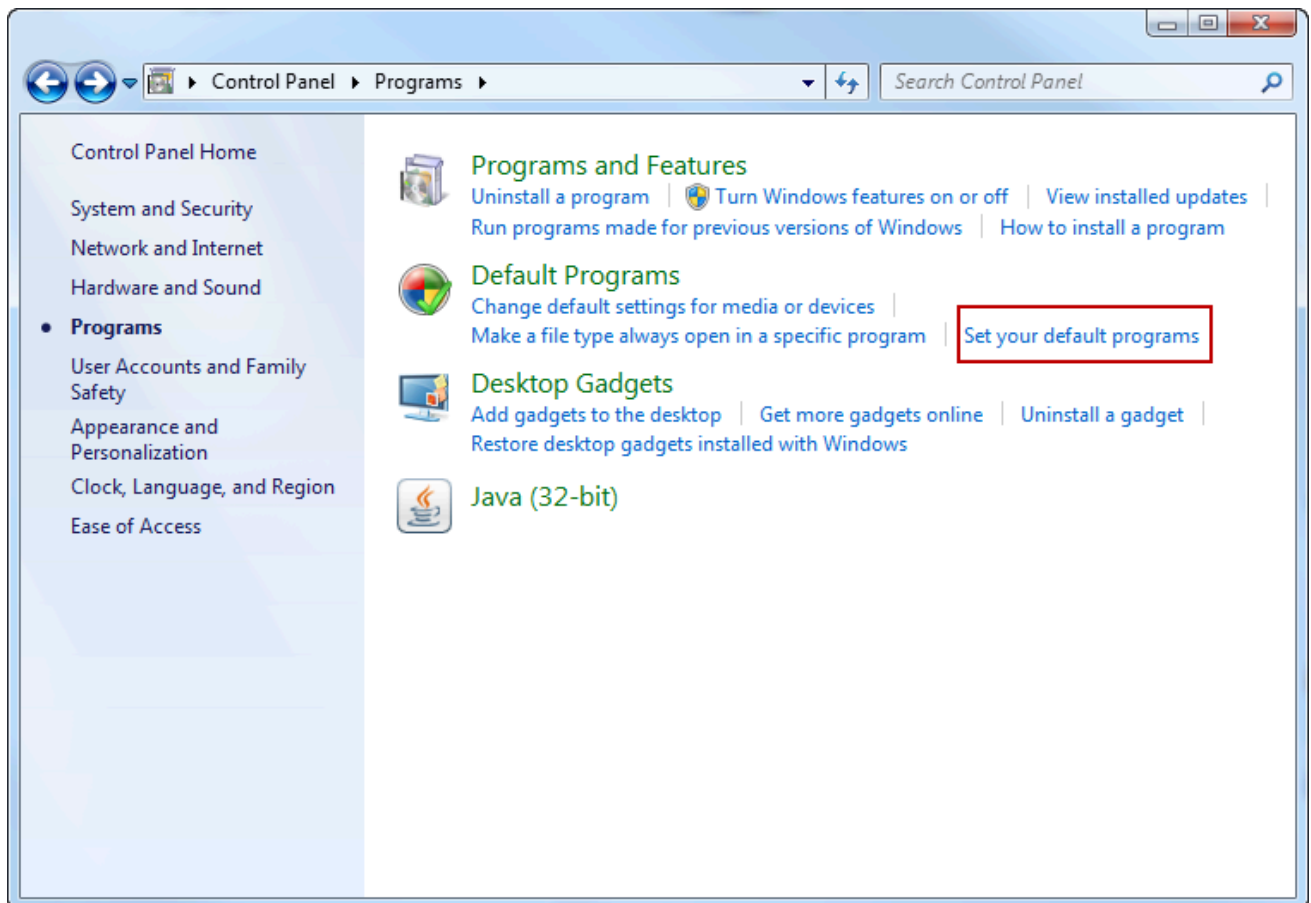 Control Panel Programs
Search Control Panel
Control Panel Home
System and Security
Network and Internet
Hardware and Sound
Programs
User Accounts and Family
Safety
Appearance and
Personalization
Clock, Language, and Region
Ease of Access
Programs and Features
Uninstall a program Turn Windows features on or off View installed updates
Run programs made for previous versions of Windows How to install a program
Default Programs
Change default settings for media or devices
Make a file type always open in a specific program Set your default programs
Desktop Gadgets
Add gadgets to the desktop Get more gadgets online Uninstall a gadget
Restore desktop gadgets installed with Windows
Java (32-bit)